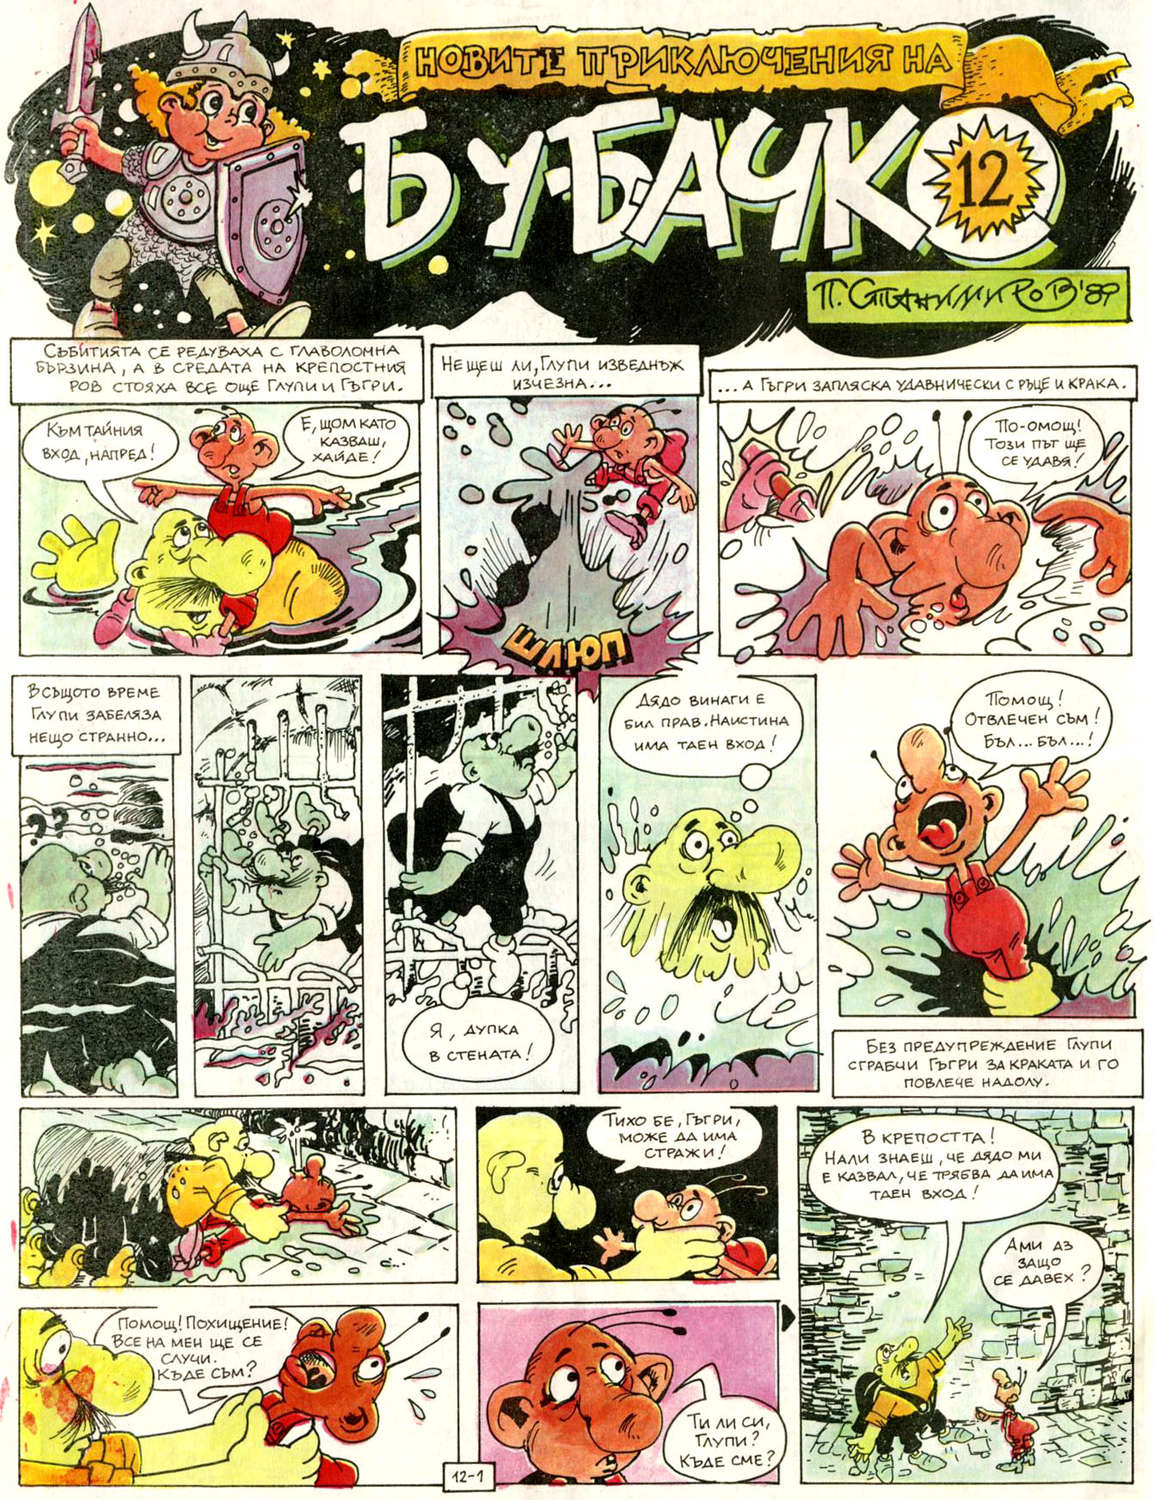 НОВИТЕ ПРИКЛЮЧЕНИЯ НА
БУБАЧКО
12
П. СТАНИМИРОВ '89
СЪБИТИЯТА СЕ РЕДУВАХА С ГЛАВОЛОМНА
БЪРЗИНА, А В СРЕДАТА НА КРЕПОСТНИЯ
РОВ СТОЯХА ВСЕ ОЩЕ ГЛУПИ И ГЪГРИ.
КЪМ ТАЙНИЯ
ВХОД, НАПРЕД!
Е, ЩОМ КАТО
КАЗВАШ,
ХАЙДЕ!
НЕ ЩЕШ ЛИ, ГЛУПИ ИЗВЕДНЪЖ
ИЗЧЕЗНА...
ШЛЮП
...А ГЪГРИ ЗАПЛЯСКА УДАВНИЧЕСКИ С РЪЦЕ И КРАКА.
ПО-ОМОЩ!
ТОЗИ ПЪТ ЩЕ
СЕ УДАВЯ!
В СЪЩОТО ВРЕМЕ
ГЛУПИ ЗАБЕЛЯЗА
НЕЩО СТРАННО...
??
Я, ДУПКА
В СТЕНАТА!
ДЯДО ВИНАГИ Е
БИЛ ПРАВ. НАИСТИНА
ИМА ТАЕН ВХОД!
ПОМОЩ!
ОТВЛЕЧЕН СЪМ!
БЪЛ...БЪЛ...!
БЕЗ ПРЕДУПРЕЖДЕНИЕ ГЛУПИ
СГРАБЧИ ГЪГРИ ЗА КРАКАТА И ГО
ПОВЛЕЧЕ НАДОЛУ.
ТИХО БЕ, ГЪГРИ,
МОЖЕ ДА ИМА
СТРАЖИ!
ПОМОЩ! ПОХИЩЕНИЕ!
ВСЕ НА МЕН ЩЕ СЕ
СЛУЧИ.
КЪДЕ СЪМ?
ТИ ЛИ СИ,
ГЛУПИ?
КЪДЕ СМЕ?
В КРЕПОСТТА!
НАЛИ ЗНАЕШ, ЧЕ ДЯДО МИ
Е КАЗВАЛ, ЧЕ ТРЯБВА ДА ИМА
ТАЕН ВХОД!
АМИ АЗ
ЗАЩО
СЕ ДАВЕХ?
12-1